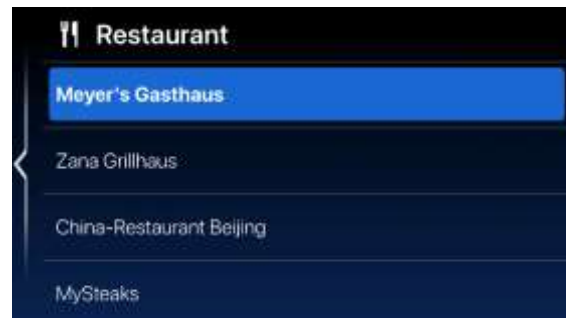 Restaurant
Meyer's Gasthaus
Zana Grillhaus
China-Restaurant Beijing
MySteaks